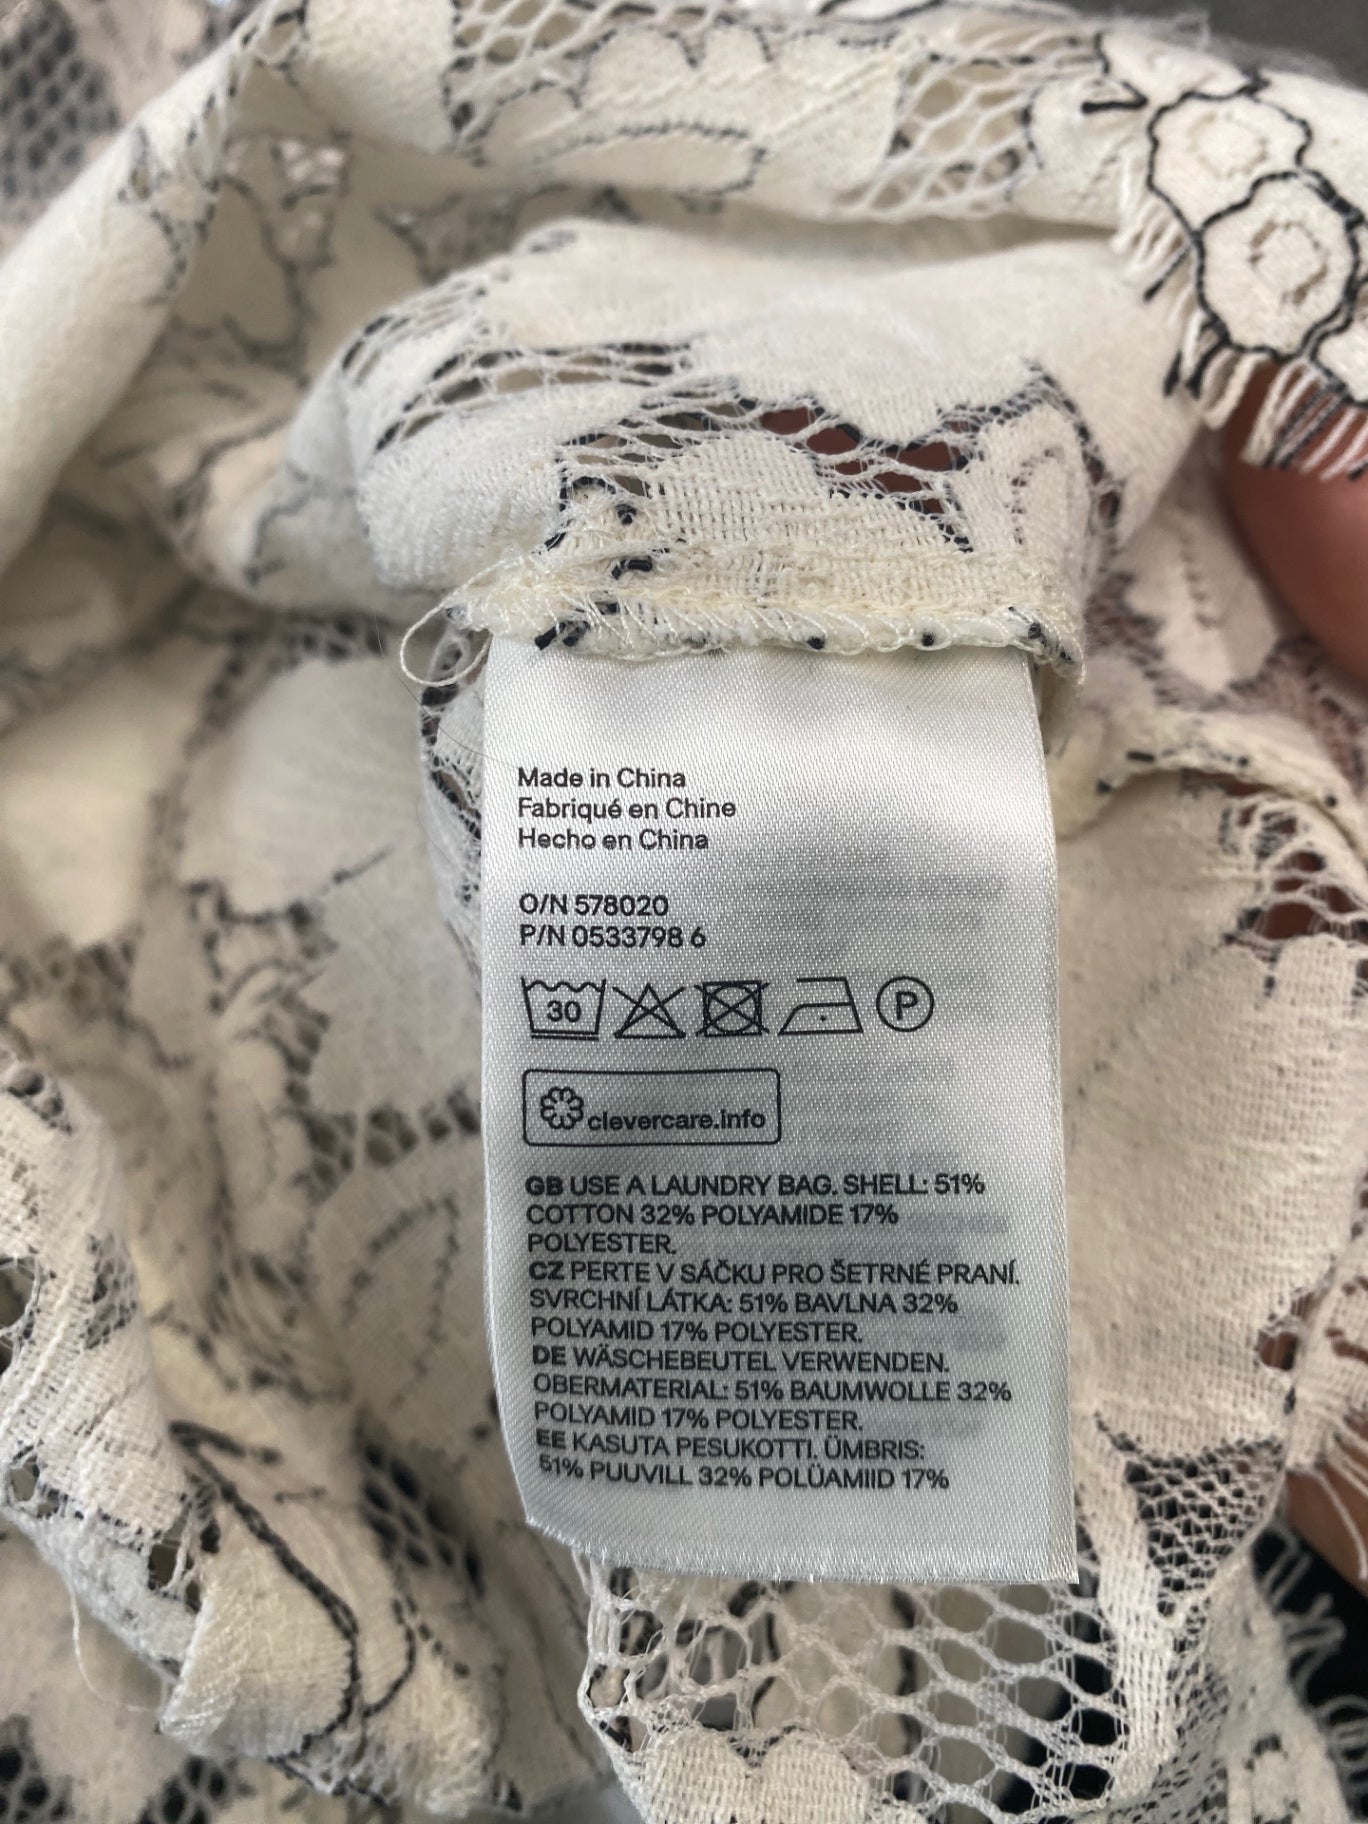 Made in China
Fabriqué en Chine
Hecho en China
O/N 578020
P/N 0533798 6
30
P
clevercare.info
GB USE A LAUNDRY BAG. SHELL: 51%
COTTON 32% POLYAMIDE 17%
POLYESTER.
CZ PERTE V SÁČKU PRO ŠETRNÉ PRANÍ.
SVRCHNÍ LÁTKA: 51% BAVLNA 32%
POLYAMID 17% POLYESTER.
DE WÄSCHEBEUTEL VERWENDEN.
OBERMATERIAL: 51% BAUMWOLLE 32%
POLYAMID 17% POLYESTER.
EE KASUTA PESUKOTTI. ÜMBRIS:
51% PUUVILL 32% POLÜAMIID 17%